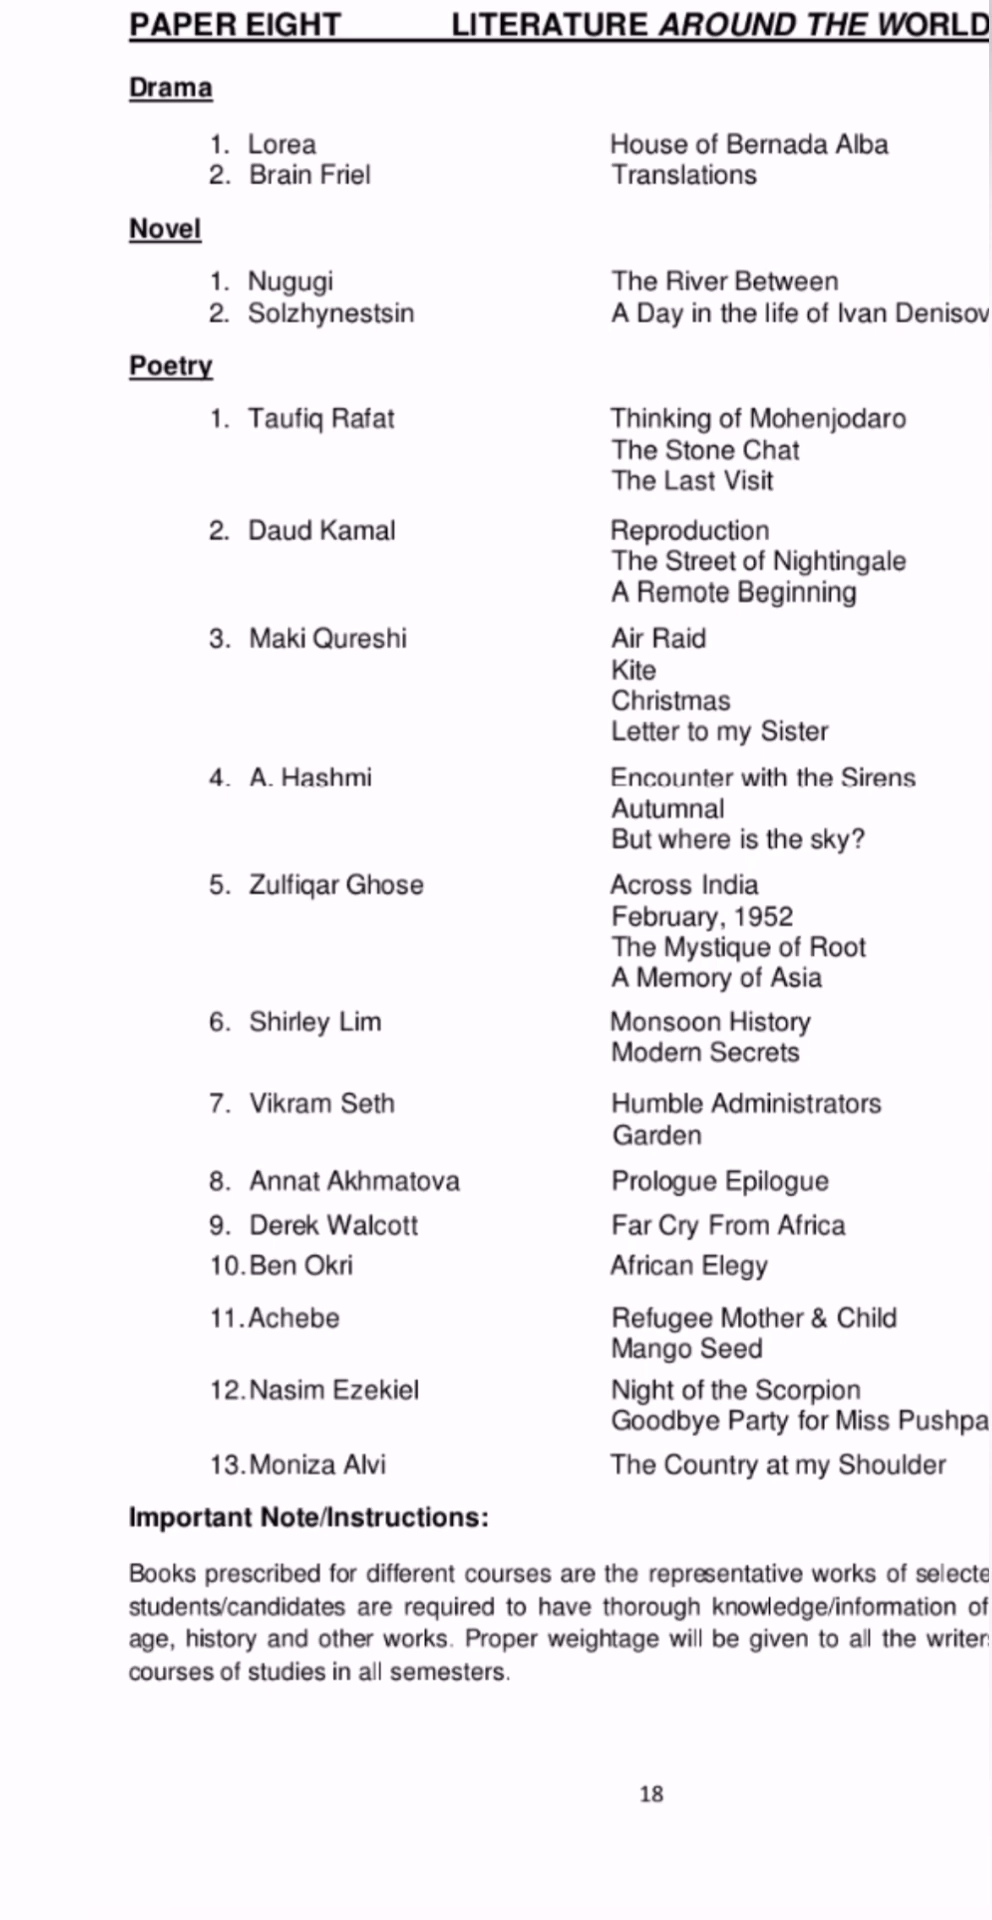 PAPER EIGHT LITERATURE AROUND THE WORLD
Drama
1. Lorea House of Bernada Alba
2. Brain Friel Translations
Novel
1. Nugugi The River Between
2. Solzhynestsin A Day in the life of Ivan Denisov
Poetry
1. Taufiq Rafat Thinking of Mohenjodaro
The Stone Chat
The Last Visit
2. Daud Kamal Reproduction
The Street of Nightingale
A Remote Beginning
3. Maki Qureshi Air Raid
Kite
Christmas
Letter to my Sister
4. A. Hashmi Encounter with the Sirens
Autumnal
But where is the sky?
5. Zulfiqar Ghose Across India
February, 1952
The Mystique of Root
A Memory of Asia
6. Shirley Lim Monsoon History
Modern Secrets
7. Vikram Seth Humble Administrators
Garden
8. Annat Akhmatova Prologue Epilogue
9. Derek Walcott Far Cry From Africa
10. Ben Okri African Elegy
11. Achebe Refugee Mother & Child
Mango Seed
12. Nasim Ezekiel Night of the Scorpion
Goodbye Party for Miss Pushpa
13. Moniza Alvi The Country at my Shoulder
Important Note/Instructions:
Books prescribed for different courses are the representative works of selecte
students/candidates are required to have thorough knowledge/information of
age, history and other works. Proper weightage will be given to all the writer
courses of studies in all semesters.
18